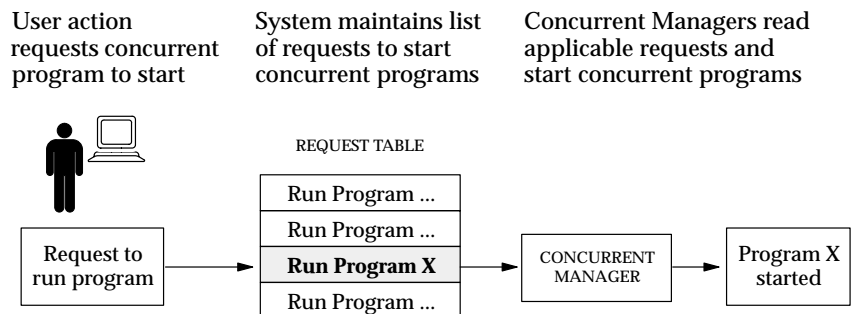 User action
requests concurrent
program to start
System maintains list
of requests to start
concurrent programs
Concurrent Managers read
applicable requests and
start concurrent programs
REQUEST TABLE
Run Program ...
Run Program ...
Run Program X
Run Program ...
Request to
run program
CONCURRENT
MANAGER
Program X
started